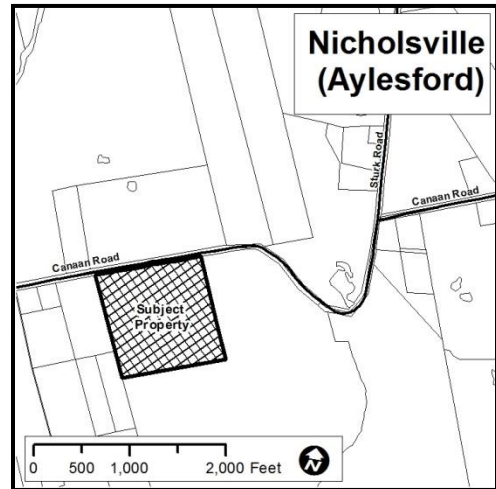 Nicholsville
(Aylesford)
Sturk Road
Canaan Road
Canaan Road
Subject
Property
0 500 1,000 2,000 Feet
N